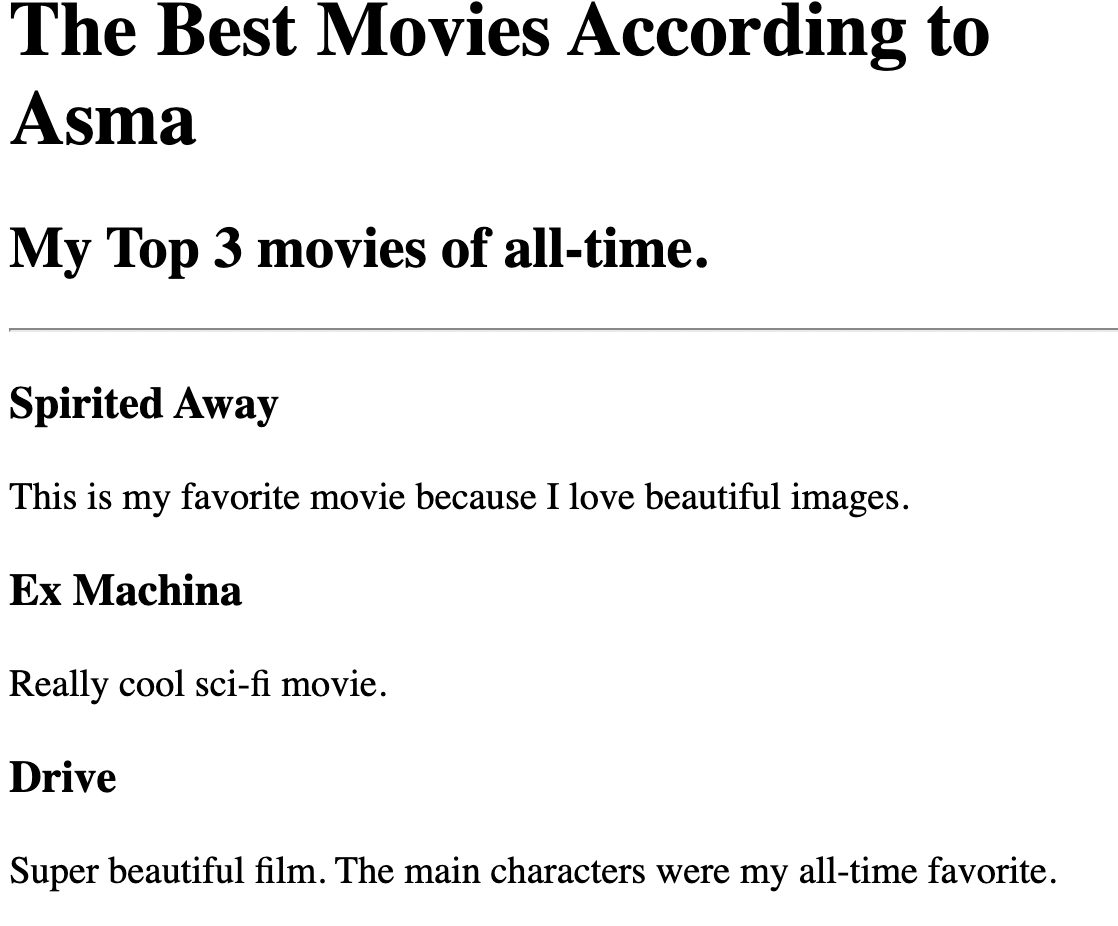 The Best Movies According to
Asma
My Top 3 movies of all-time.
Spirited Away
This is my favorite movie because I love beautiful images.
Ex Machina
Really cool sci-fi movie.
Drive
Super beautiful film. The main characters were my all-time favorite.